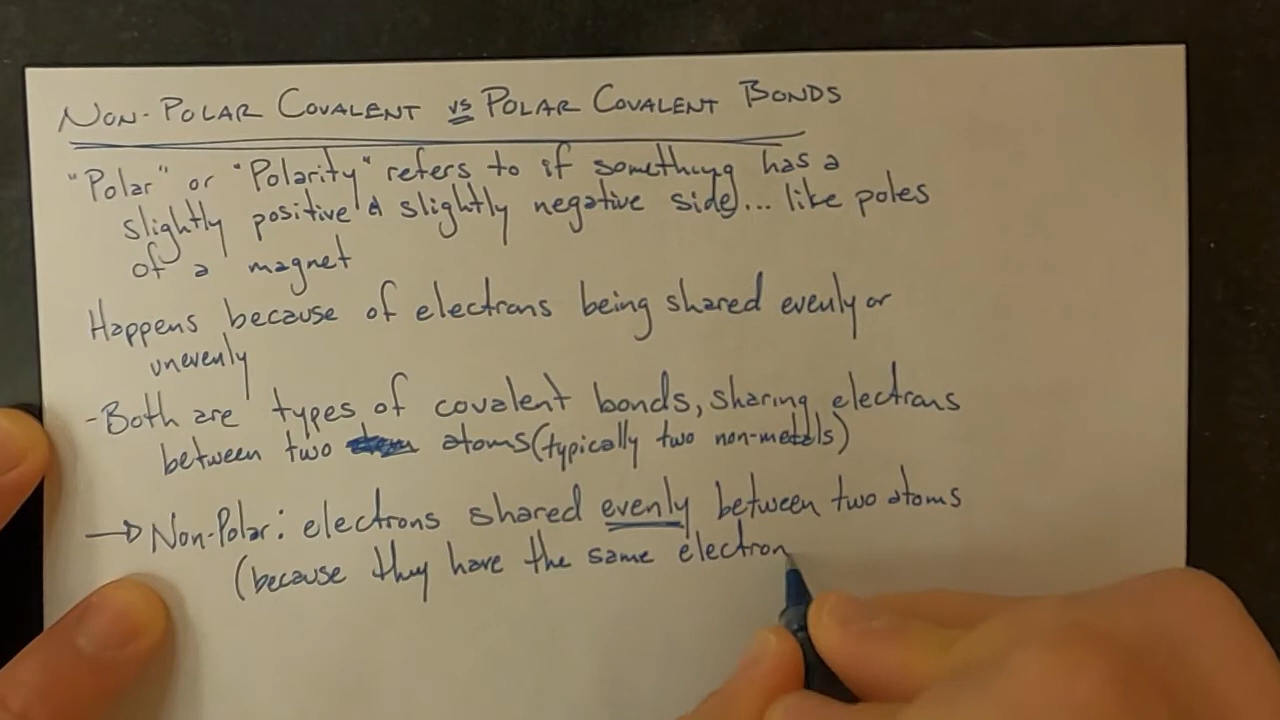 NON-POLAR COVALENT vs POLAR COVALENT BONDS
"Polar" or "Polarity" refers to if something has a
slightly positive & slightly negative side... like poles
of a magnet
Happens because of electrons being shared evenly or
unevenly
-Both are types of covalent bonds, sharing electrons
between two atoms (typically two non-metals)
→ Non-Polar: electrons shared evenly between two atoms
(because they have the same electron